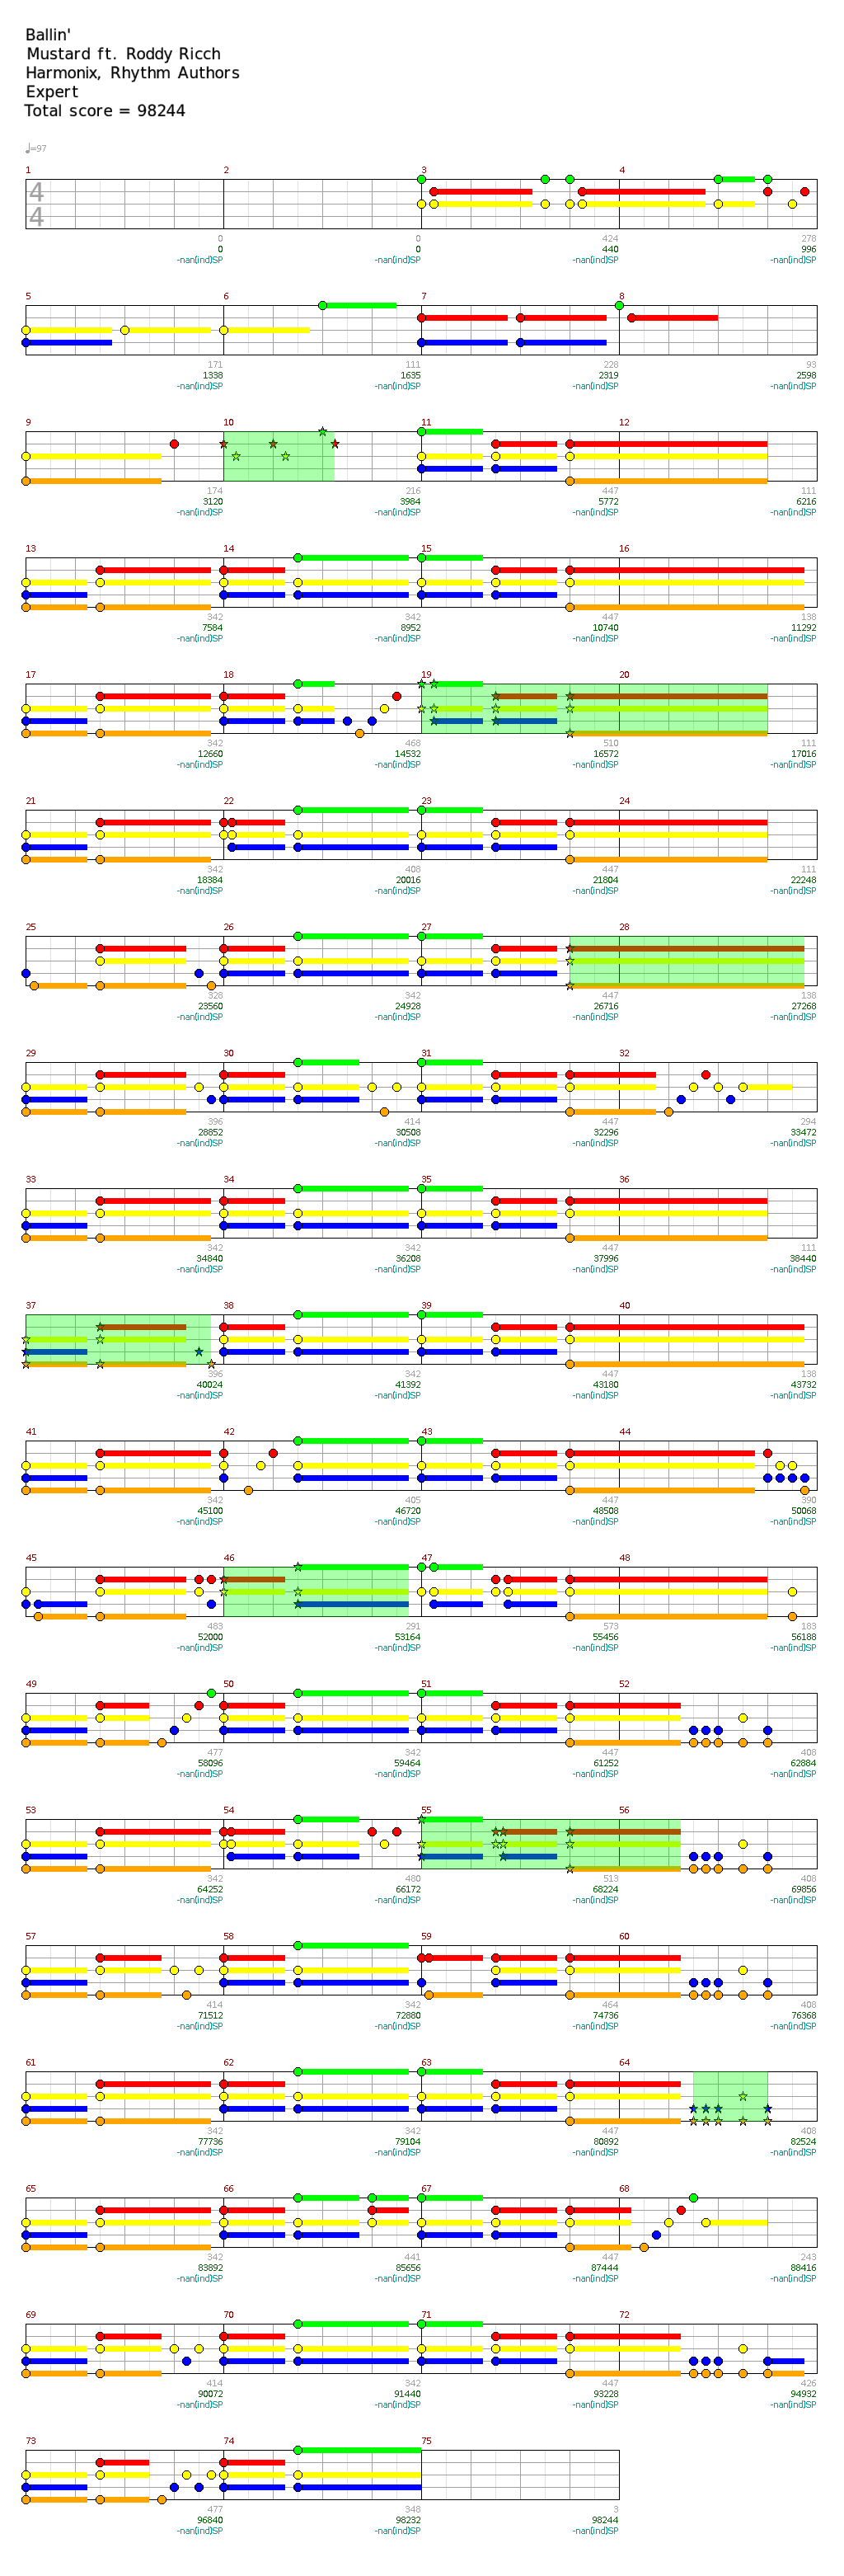 Ballin'
Mustard ft. Roddy Ricch
Harmonix, Rhythm Authors
Expert
Total score = 98244
♩=97
1 2 3 4
4
4
0 0 424 278
0 0 440 996
-nan(ind)SP -nan(ind)SP -nan(ind)SP -nan(ind)SP
5 6 7 8
171 111 228 93
1338 1635 2319 2598
-nan(ind)SP -nan(ind)SP -nan(ind)SP -nan(ind)SP
9 10 11 12
174 216 447 111
3120 3984 5772 6216
-nan(ind)SP -nan(ind)SP -nan(ind)SP -nan(ind)SP
13 14 15 16
342 342 447 138
7584 8952 10740 11292
-nan(ind)SP -nan(ind)SP -nan(ind)SP -nan(ind)SP
17 18 19 20
342 468 510 111
12660 14532 16572 17016
-nan(ind)SP -nan(ind)SP -nan(ind)SP -nan(ind)SP
21 22 23 24
342 408 447 111
18384 20016 21804 22248
-nan(ind)SP -nan(ind)SP -nan(ind)SP -nan(ind)SP
25 26 27 28
328 342 447 138
23560 24928 26716 27268
-nan(ind)SP -nan(ind)SP -nan(ind)SP -nan(ind)SP
29 30 31 32
396 414 447 294
28852 30508 32296 33472
-nan(ind)SP -nan(ind)SP -nan(ind)SP -nan(ind)SP
33 34 35 36
342 342 447 111
34840 36208 37996 38440
-nan(ind)SP -nan(ind)SP -nan(ind)SP -nan(ind)SP
37 38 39 40
396 342 447 138
40024 41392 43180 43732
-nan(ind)SP -nan(ind)SP -nan(ind)SP -nan(ind)SP
41 42 43 44
342 405 447 390
45100 46720 48508 50068
-nan(ind)SP -nan(ind)SP -nan(ind)SP -nan(ind)SP
45 46 47 48
483 291 573 183
52000 53164 55456 56188
-nan(ind)SP -nan(ind)SP -nan(ind)SP -nan(ind)SP
49 50 51 52
477 342 447 408
58096 59464 61252 62884
-nan(ind)SP -nan(ind)SP -nan(ind)SP -nan(ind)SP
53 54 55 56
342 480 513 408
64252 66172 68224 69856
-nan(ind)SP -nan(ind)SP -nan(ind)SP -nan(ind)SP
57 58 59 60
414 342 464 408
71512 72880 74736 76368
-nan(ind)SP -nan(ind)SP -nan(ind)SP -nan(ind)SP
61 62 63 64
342 342 447 408
77736 79104 80892 82524
-nan(ind)SP -nan(ind)SP -nan(ind)SP -nan(ind)SP
65 66 67 68
342 441 447 243
83892 85656 87444 88416
-nan(ind)SP -nan(ind)SP -nan(ind)SP -nan(ind)SP
69 70 71 72
414 342 447 426
90072 91440 93228 94932
-nan(ind)SP -nan(ind)SP -nan(ind)SP -nan(ind)SP
73 74 75
477 348 3
96840 98232 98244
-nan(ind)SP -nan(ind)SP -nan(ind)SP